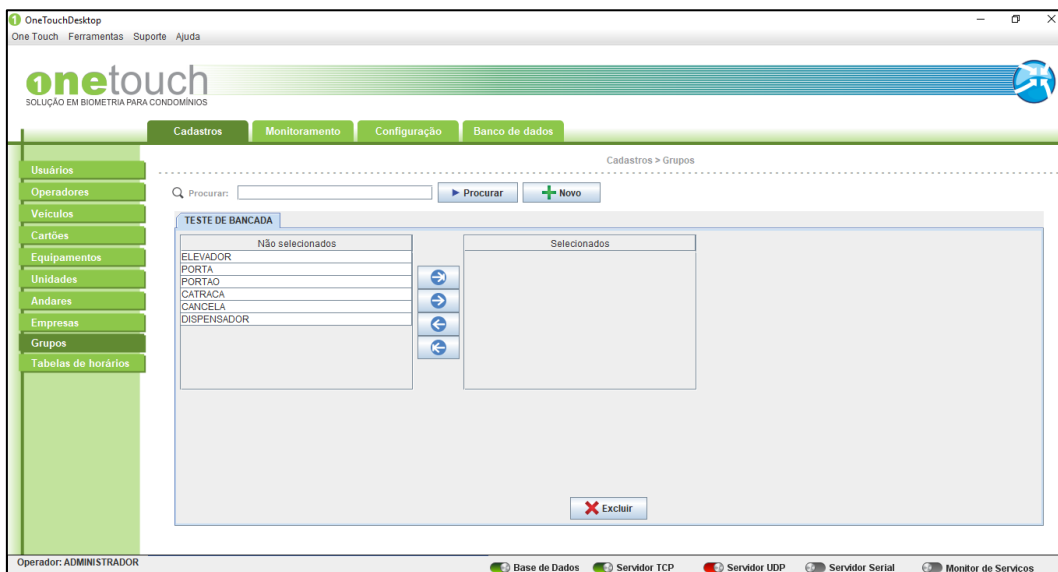 OneTouchDesktop
One Touch Ferramentas Suporte Ajuda
onetouch
SOLUÇÃO EM BIOMETRIA PARA CONDOMÍNIOS
Cadastros Monitoramento Configuração Banco de dados
Cadastros > Grupos
Usuários
Operadores
Veículos
Cartões
Equipamentos
Unidades
Andares
Empresas
Grupos
Tabelas de horários
Procurar: Procurar Novo
TESTE DE BANCADA
Não selecionados Selecionados
ELEVADOR
PORTA
PORTAO
CATRACA
CANCELA
DISPENSADOR
Excluir
Operador: ADMINISTRADOR
Base de Dados Servidor TCP Servidor UDP Servidor Serial Monitor de Serviços